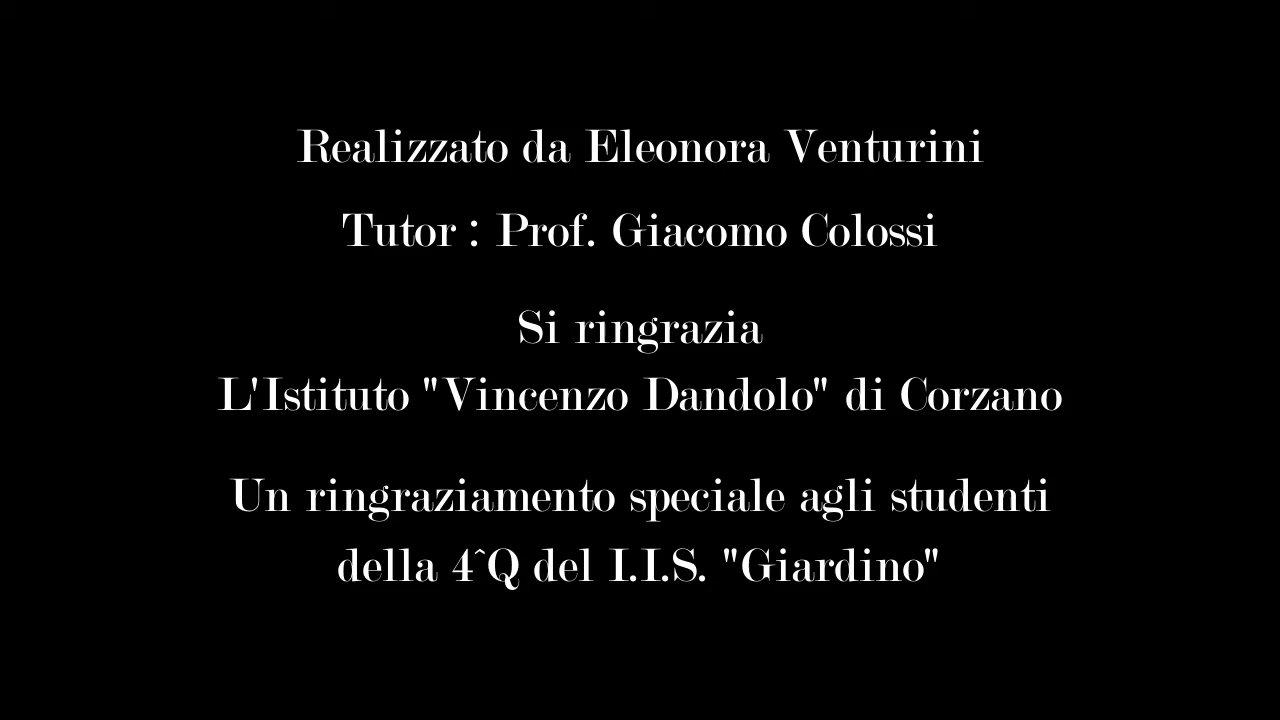 Realizzato da Eleonora Venturini
Tutor : Prof. Giacomo Colossi
Si ringrazia
L'Istituto "Vincenzo Dandolo" di Corzano
Un ringraziamento speciale agli studenti
della 4^Q del I.I.S. "Giardino"